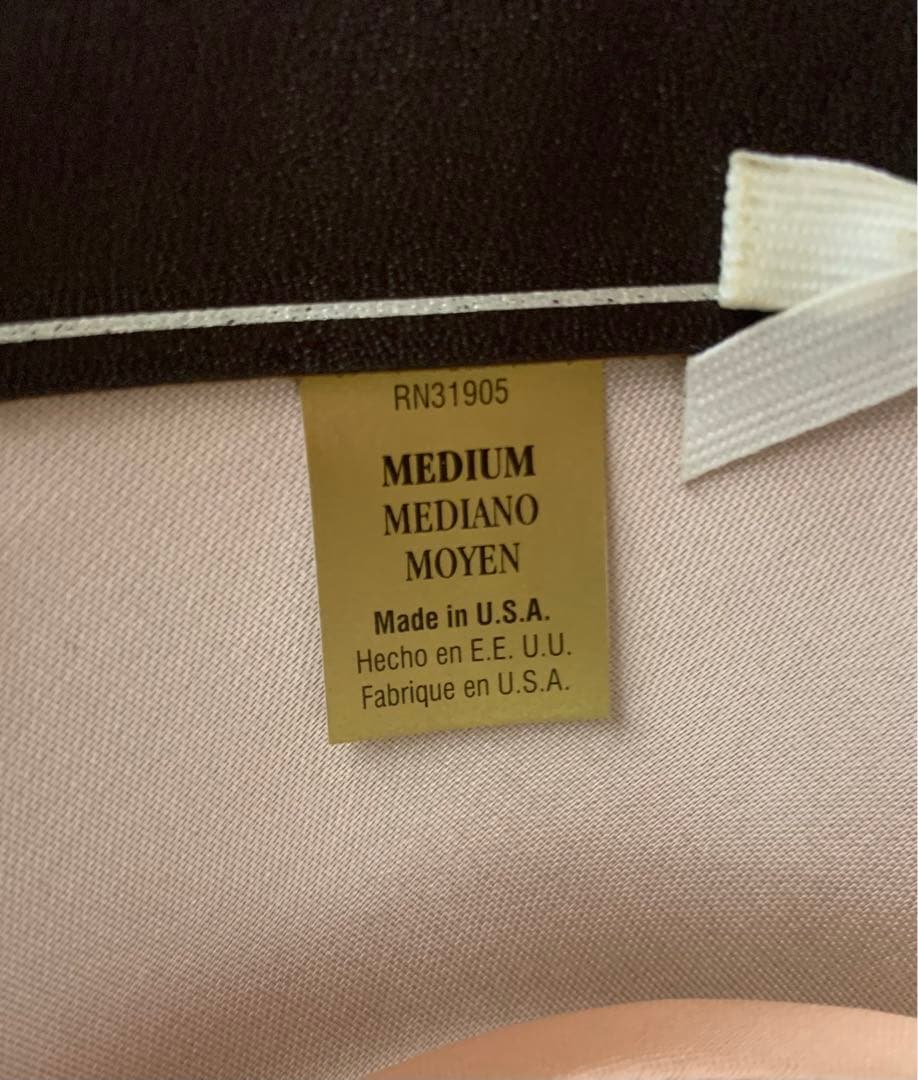 RN31905
MEDIUM
MEDIANO
MOYEN
Made in U.S.A.
Hecho en E.E. U.U.
Fabrique en U.S.A.